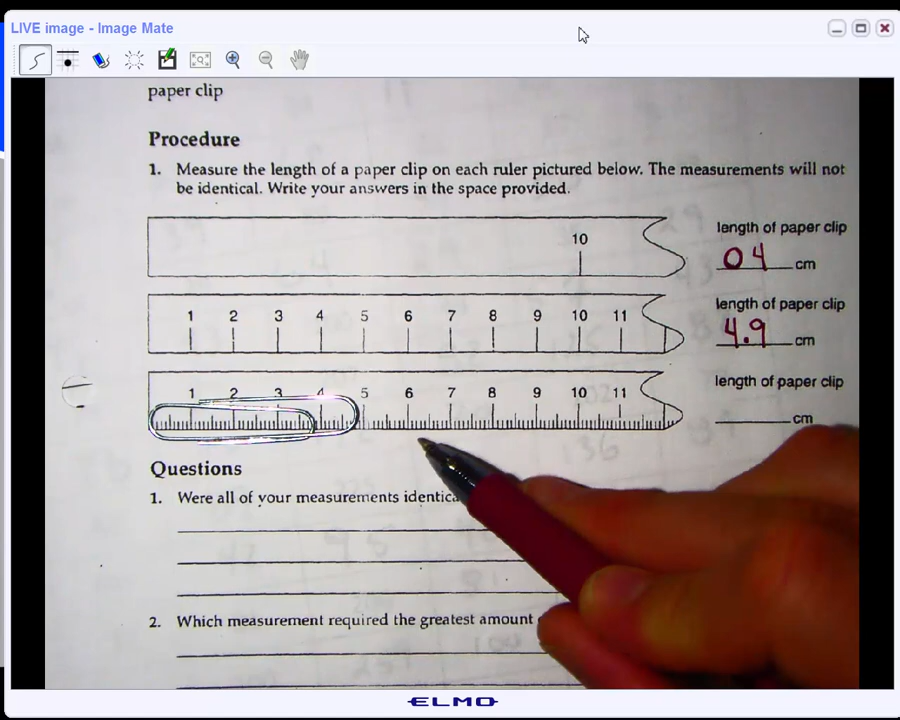 LIVE image - Image Mate
paper clip
Procedure
1. Measure the length of a paper clip on each ruler pictured below. The measurements will not
be identical. Write your answers in the space provided.
10
length of paper clip
04 cm
1 2 3 4 5 6 7 8 9 10 11
length of paper clip
4.9 cm
1 2 3 4 5 6 7 8 9 10 11
length of paper clip
cm
Questions
1. Were all of your measurements identica
2. Which measurement required the greatest amount
ELMO